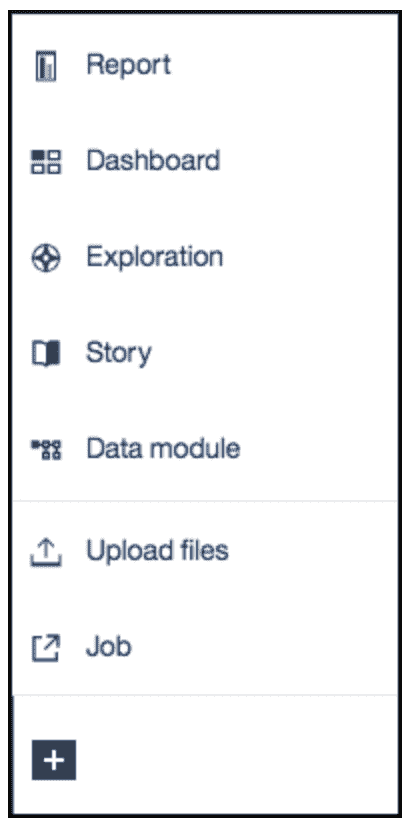 Report
Dashboard
Exploration
Story
Data module
Upload files
Job